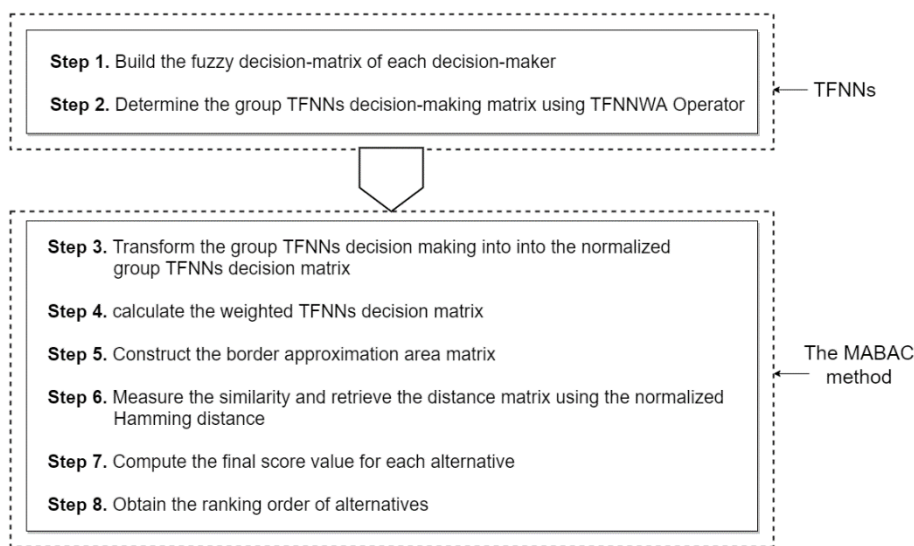 Step 1. Build the fuzzy decision-matrix of each decision-maker
Step 2. Determine the group TFNNs decision-making matrix using TFNNWA Operator
TFNNs
Step 3. Transform the group TFNNs decision making into into the normalized
group TFNNs decision matrix
Step 4. calculate the weighted TFNNs decision matrix
Step 5. Construct the border approximation area matrix
Step 6. Measure the similarity and retrieve the distance matrix using the normalized
Hamming distance
Step 7. Compute the final score value for each alternative
Step 8. Obtain the ranking order of alternatives
The MABAC
method